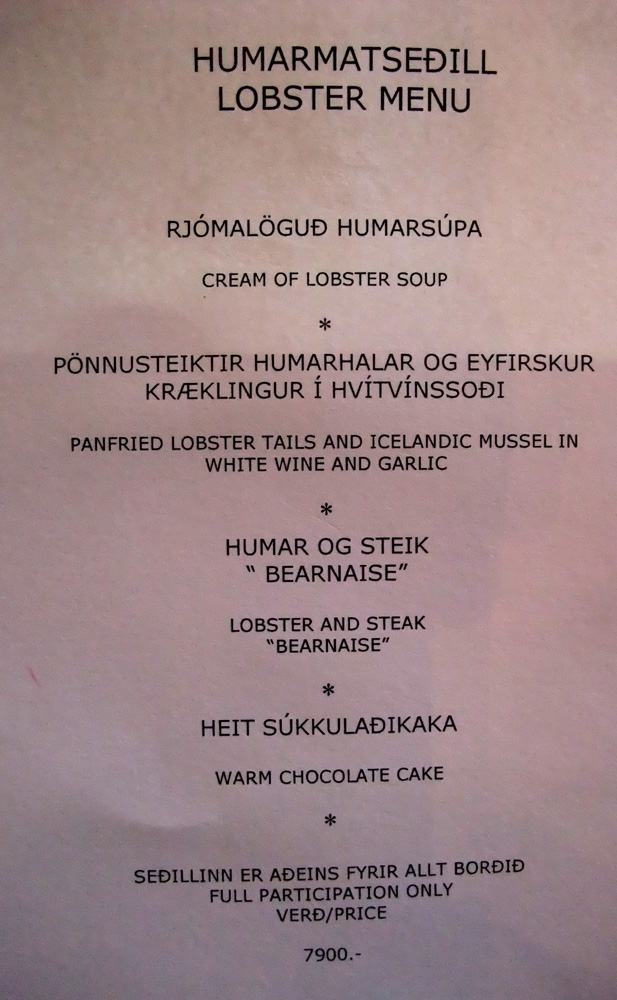 HUMARMATSEÐILL
LOBSTER MENU
RJÓMALÖGUÐ HUMARSÚPA
CREAM OF LOBSTER SOUP
*
PÖNNUSTEIKTIR HUMARHALAR OG EYFIRSKUR
KRÆKLINGUR Í HVÍTVÍNSSOÐI
PANFRIED LOBSTER TAILS AND ICELANDIC MUSSEL IN
WHITE WINE AND GARLIC
*
HUMAR OG STEIK
“ BEARNAISE”
LOBSTER AND STEAK
“BEARNAISE”
*
HEIT SÚKKULAÐIKAKA
WARM CHOCOLATE CAKE
*
SEÐILLINN ER AÐEINS FYRIR ALLT BORÐIÐ
FULL PARTICIPATION ONLY
VERÐ/PRICE
7900.-